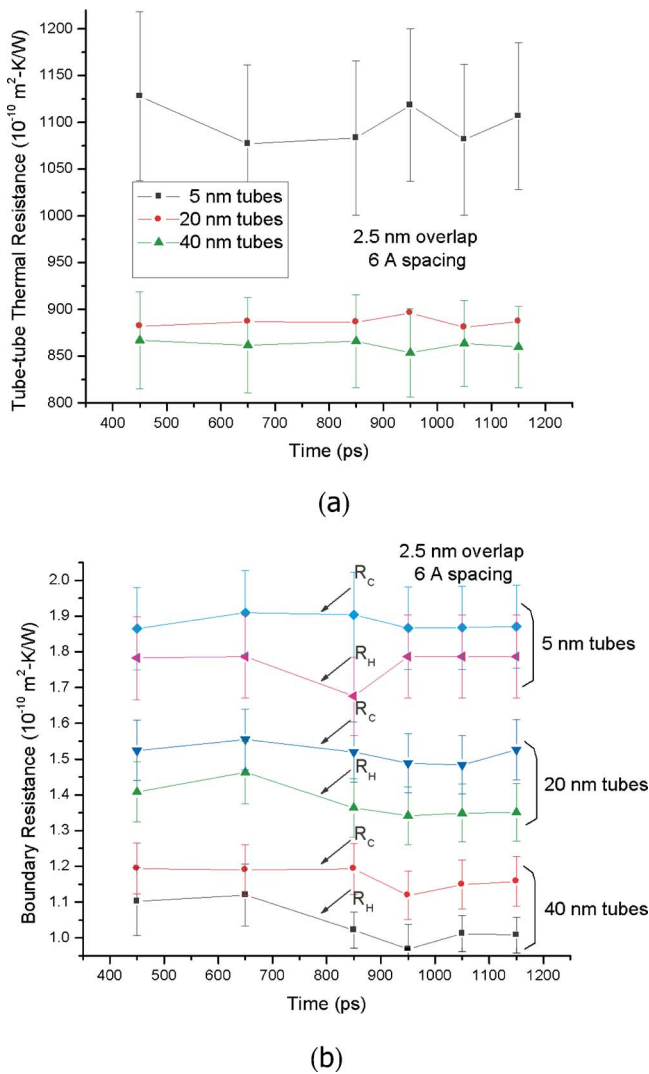 (a)
1200
1150
1100
1050
1000
950
900
850
800
Tube-tube Thermal Resistance (10⁻¹⁰ m²-K/W)
5 nm tubes
20 nm tubes
40 nm tubes
2.5 nm overlap
6 A spacing
400 500 600 700 800 900 1000 1100 1200
Time (ps)
(a)
2.0
1.9
1.8
1.7
1.6
1.5
1.4
1.3
1.2
1.1
1.0
Boundary Resistance (10⁻¹⁰ m²-K/W)
2.5 nm overlap
6 A spacing
R_C
R_H
5 nm tubes
R_C
R_H
20 nm tubes
R_C
R_H
40 nm tubes
400 500 600 700 800 900 1000 1100 1200
Time (ps)
(b)